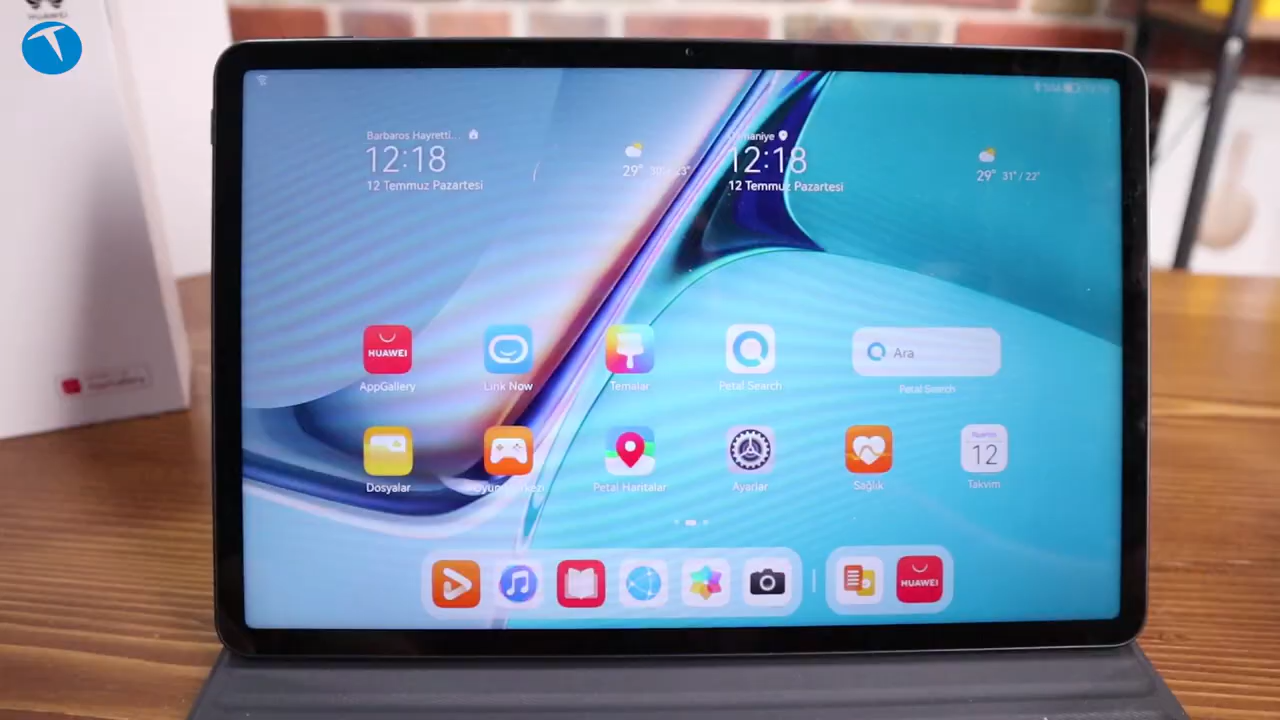 HUAWEI
Barbaros Hayretti...
12:18
12 Temmuz Pazartesi
29°
12:18
12 Temmuz Pazartesi
29° 31° / 22°
HUAWEI
AppGallery
Link Now
Temalar
Petal Search
Ara
Petal Search
Dosyalar
Petal Haritalar
Ayarlar
Sağlık
12
Takvim
HUAWEI